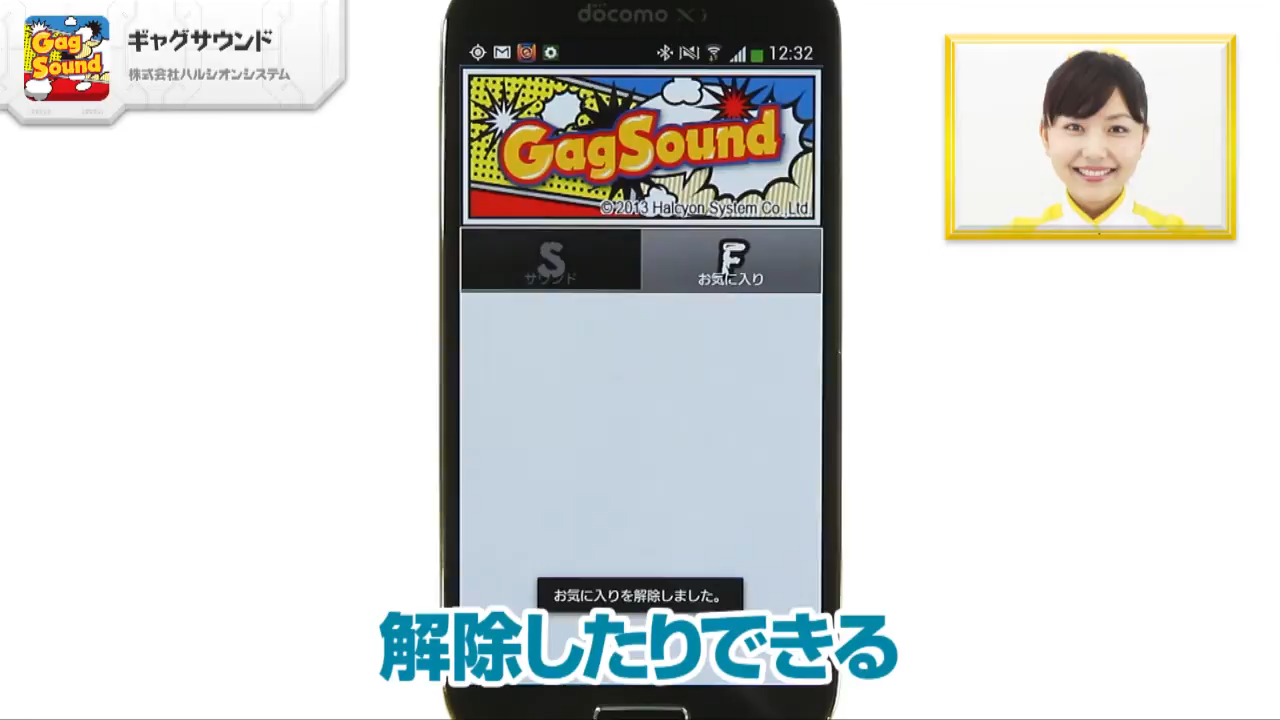 Gag
Sound
ギャグサウンド
株式会社ハルシオンシステム
docomo Xi
12:32
GagSound
©2013 Halcyon System Co.,Ltd.
S
サウンド
F
お気に入り
お気に入りを解除しました。
解除したりできる